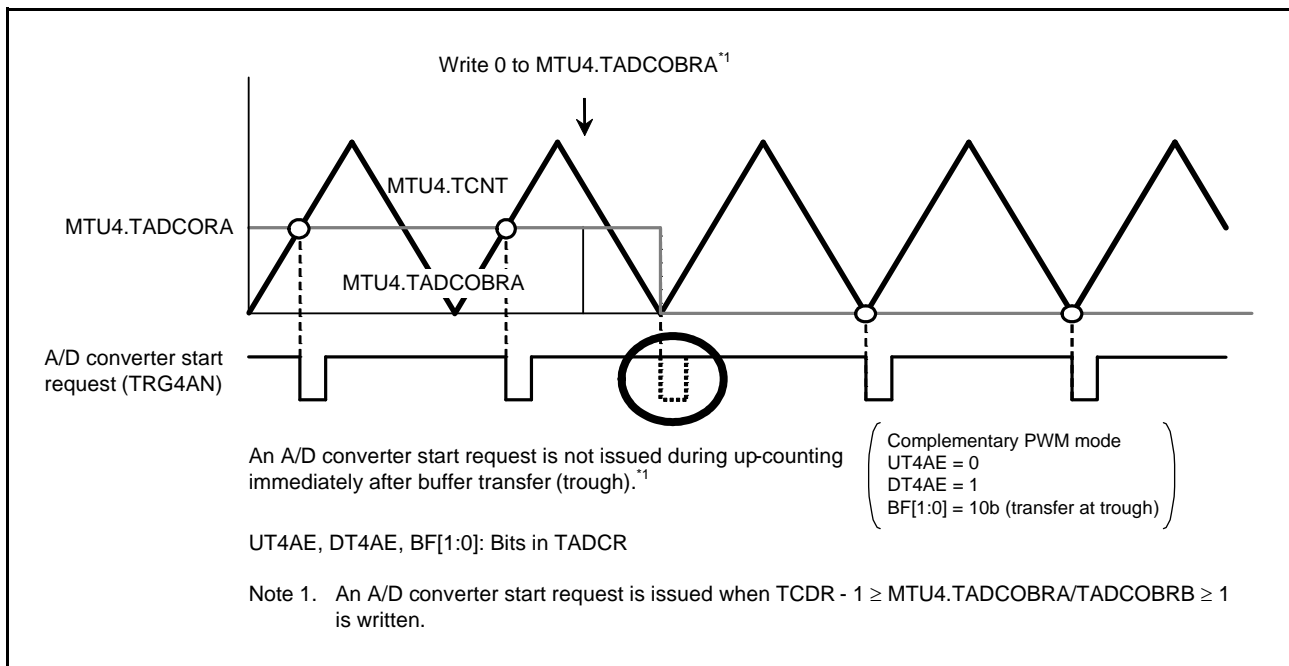 Write 0 to MTU4.TADCOBRA*1
MTU4.TCNT
MTU4.TADCORA
MTU4.TADCOBRA
A/D converter start
request (TRG4AN)
An A/D converter start request is not issued during up-counting
immediately after buffer transfer (trough).*1
Complementary PWM mode
UT4AE = 0
DT4AE = 1
BF[1:0] = 10b (transfer at trough)
UT4AE, DT4AE, BF[1:0]: Bits in TADCR
Note 1. An A/D converter start request is issued when TCDR - 1 ≥ MTU4.TADCOBRA/TADCOBRB ≥ 1
is written.